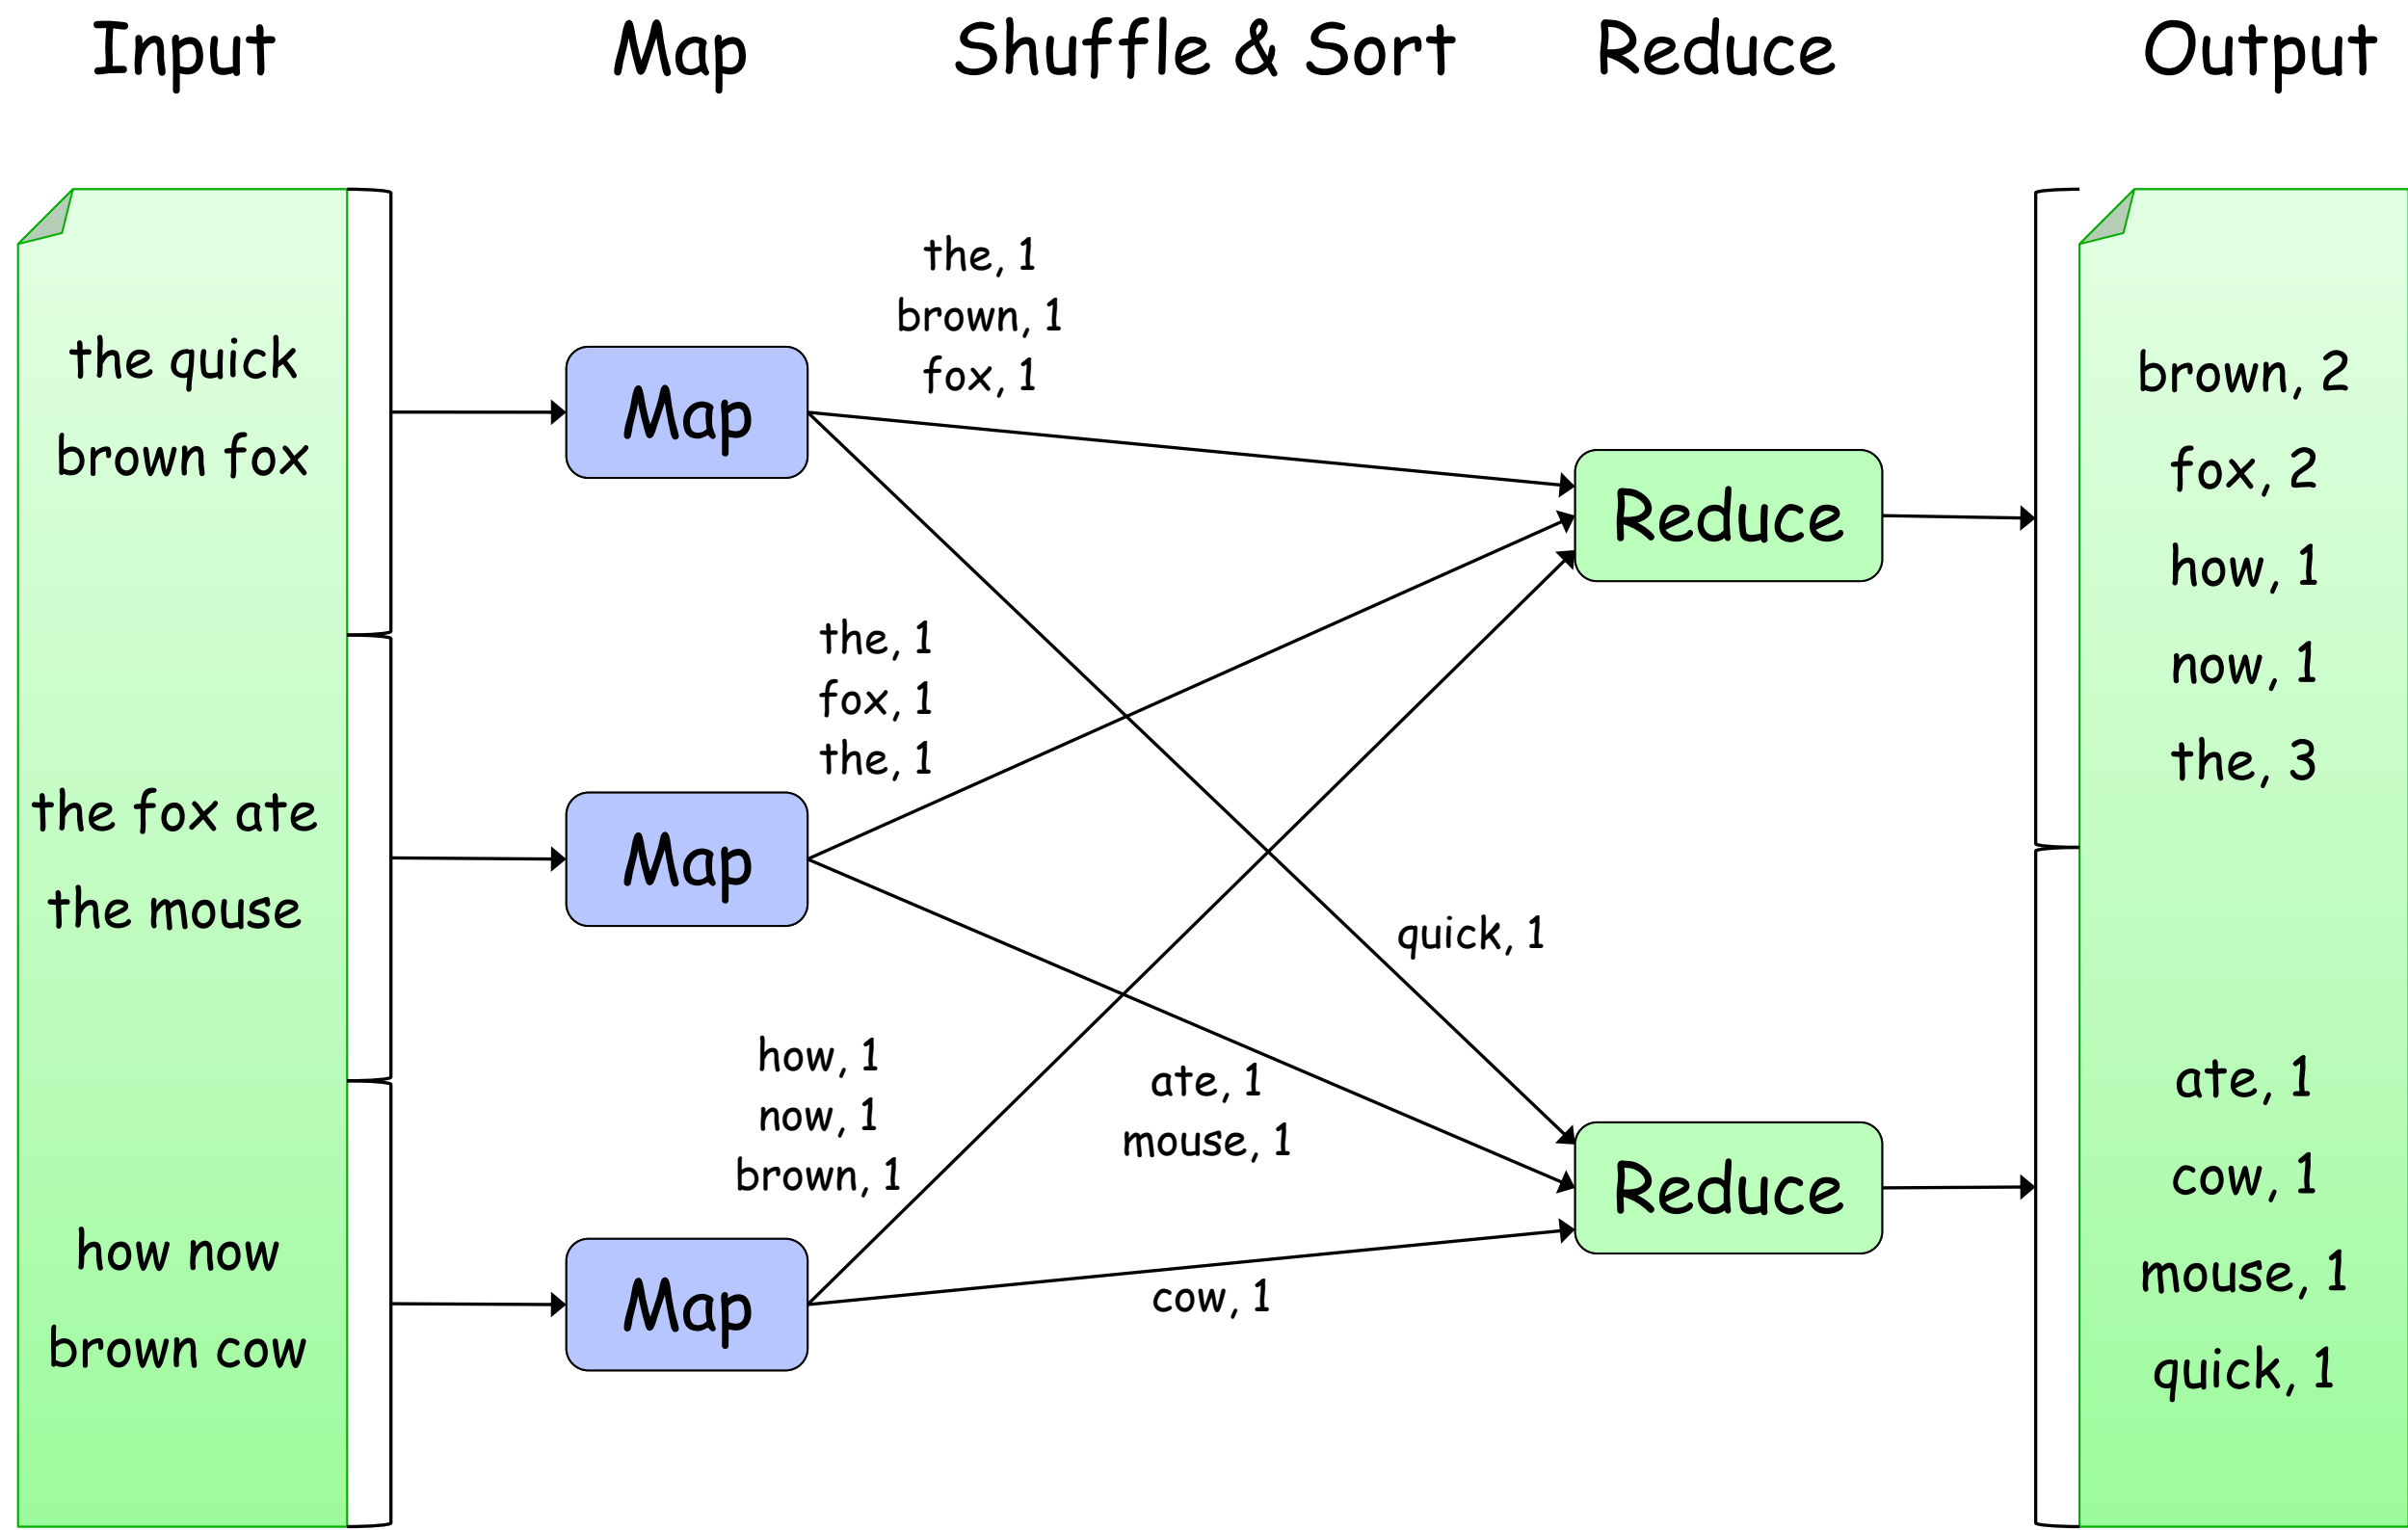 Input Map Shuffle & Sort Reduce Output
the quick
brown fox
the fox ate
the mouse
how now
brown cow
Map
Map
Map
the, 1
brown, 1
fox, 1
the, 1
fox, 1
the, 1
how, 1
now, 1
brown, 1
quick, 1
ate, 1
mouse, 1
cow, 1
Reduce
Reduce
brown, 2
fox, 2
how, 1
now, 1
the, 3
ate, 1
cow, 1
mouse, 1
quick, 1